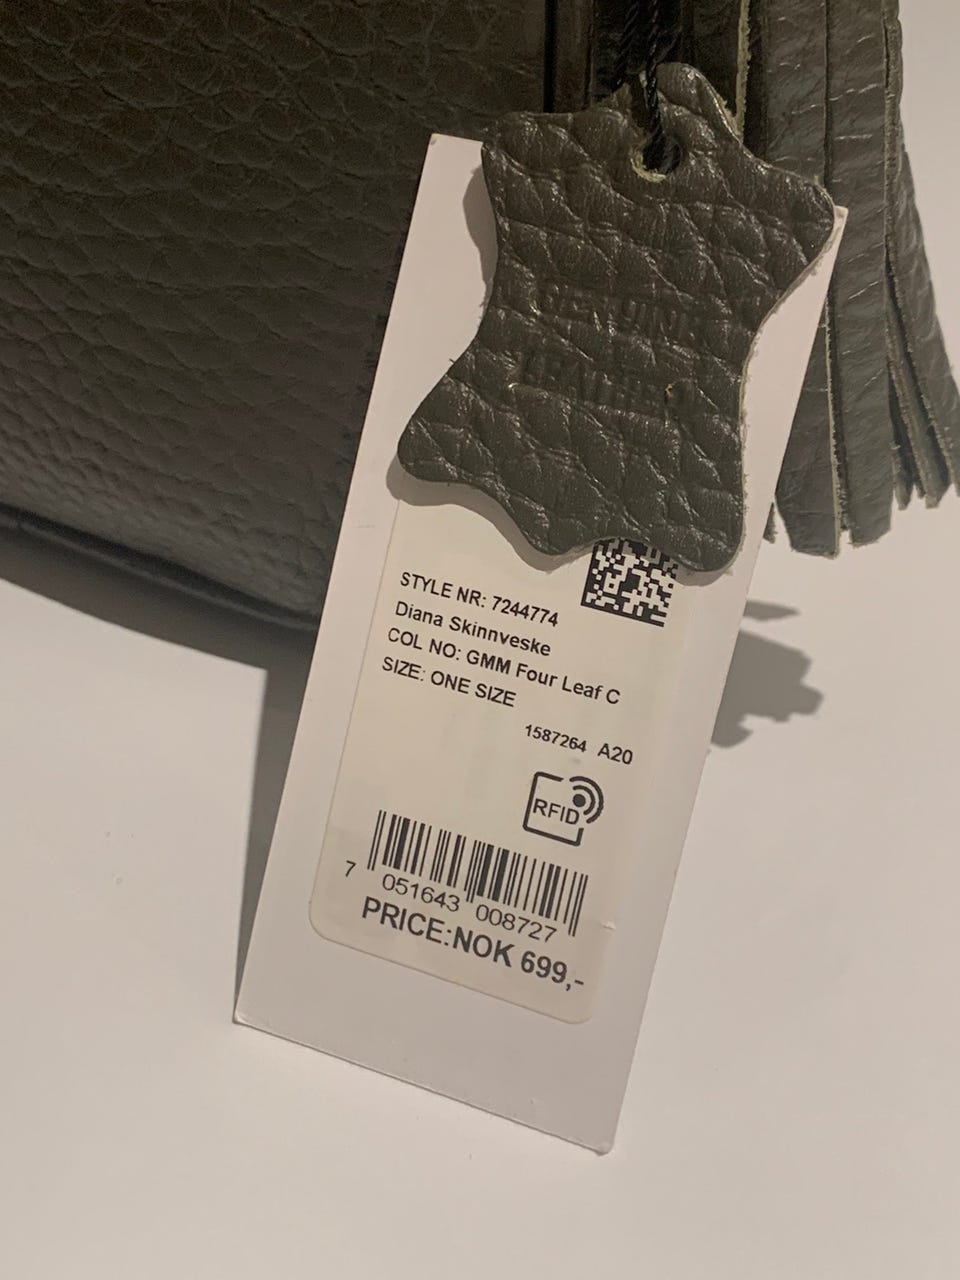 GENUINE
LEATHER
STYLE NR: 7244774
Diana Skinnveske
COL NO: GMM Four Leaf C
SIZE: ONE SIZE
1587264 A20
RFID
7 051643 008727
PRICE:NOK 699,-